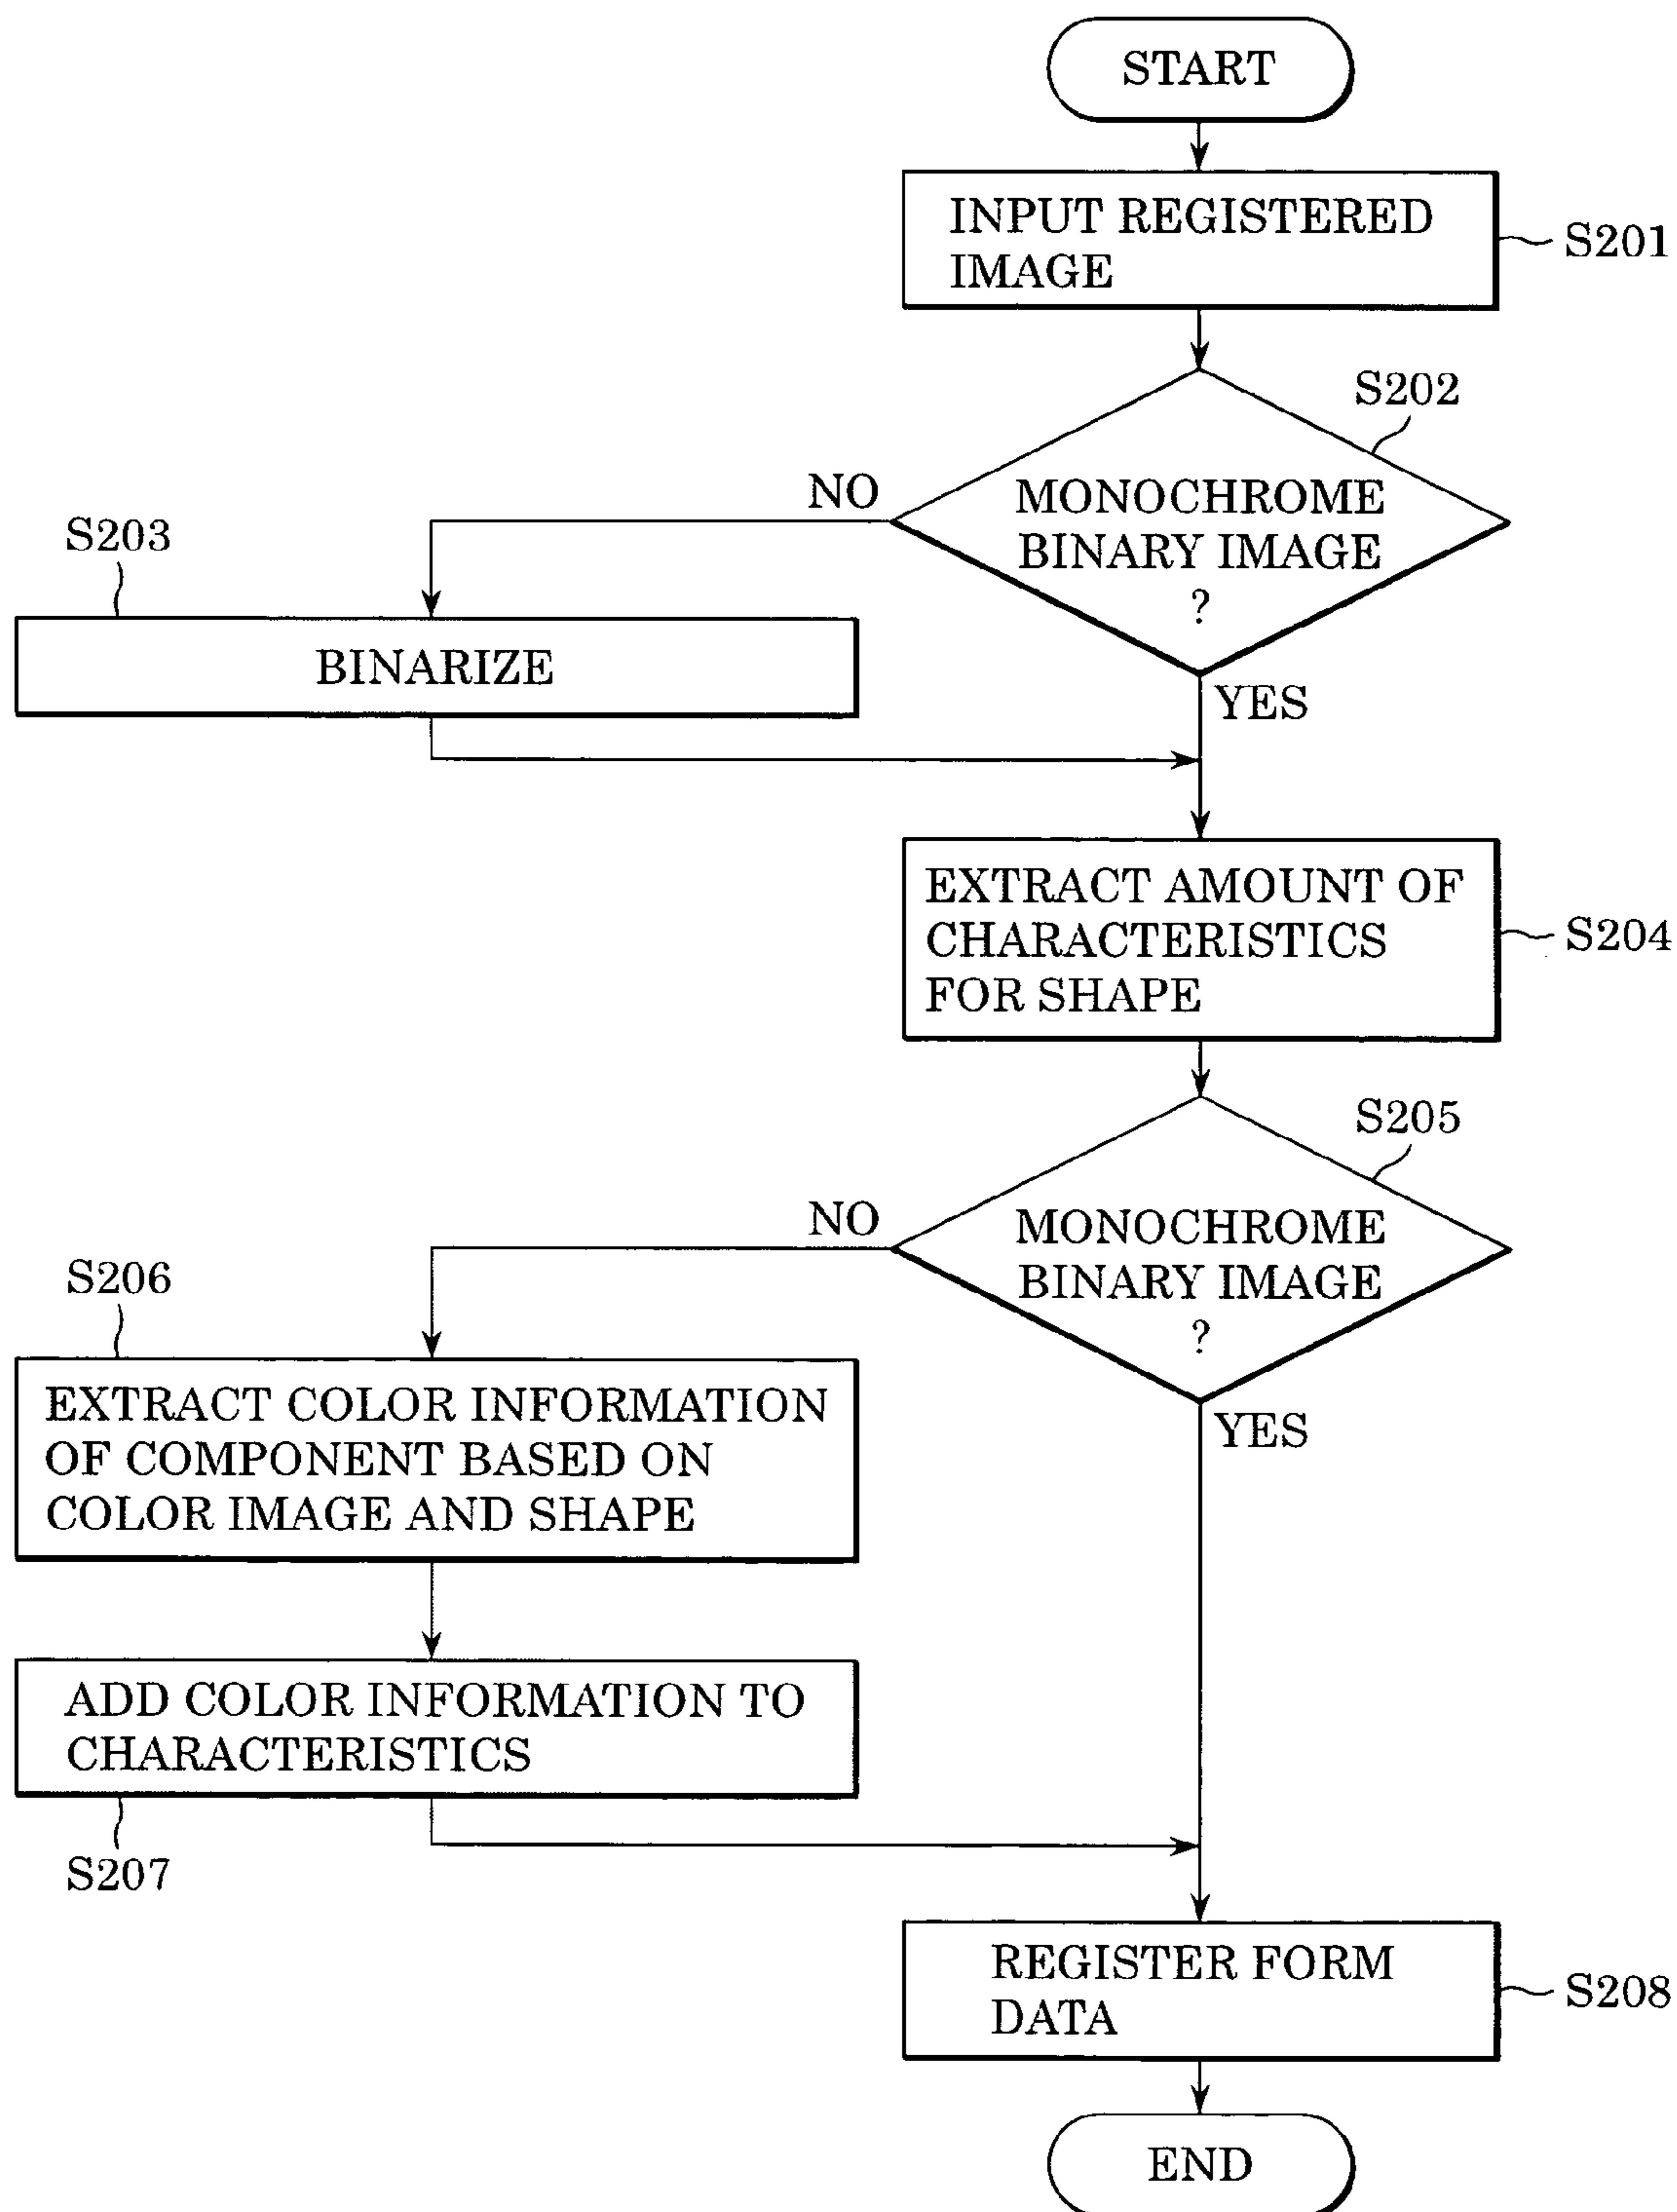 START
INPUT REGISTERED
IMAGE
S201
S202
MONOCHROME
BINARY IMAGE
?
NO
YES
S203
BINARIZE
EXTRACT AMOUNT OF
CHARACTERISTICS
FOR SHAPE
S204
S205
MONOCHROME
BINARY IMAGE
?
NO
YES
S206
EXTRACT COLOR INFORMATION
OF COMPONENT BASED ON
COLOR IMAGE AND SHAPE
ADD COLOR INFORMATION TO
CHARACTERISTICS
S207
REGISTER FORM
DATA
S208
END